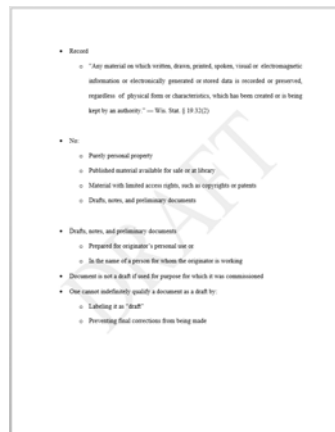 • Record
o "Any material on which written, drawn, printed, spoken, visual or electromagnetic
information or electronically generated or stored data is recorded or preserved,
regardless of physical form or characteristics, which has been created or is being
kept by an authority." — Wis. Stat. § 19.32(2)
• No:
o Purely personal property
o Published material available for sale or at library
o Material with limited access rights, such as copyrights or patents
o Drafts, notes, and preliminary documents
• Drafts, notes, and preliminary documents
o Prepared for originator's personal use or
o In the name of a person for whom the originator is working
• Document is not a draft if used for purpose for which it was commissioned
• One cannot indefinitely qualify a document as a draft by:
o Labeling it as "draft"
o Preventing final corrections from being made
DRAFT